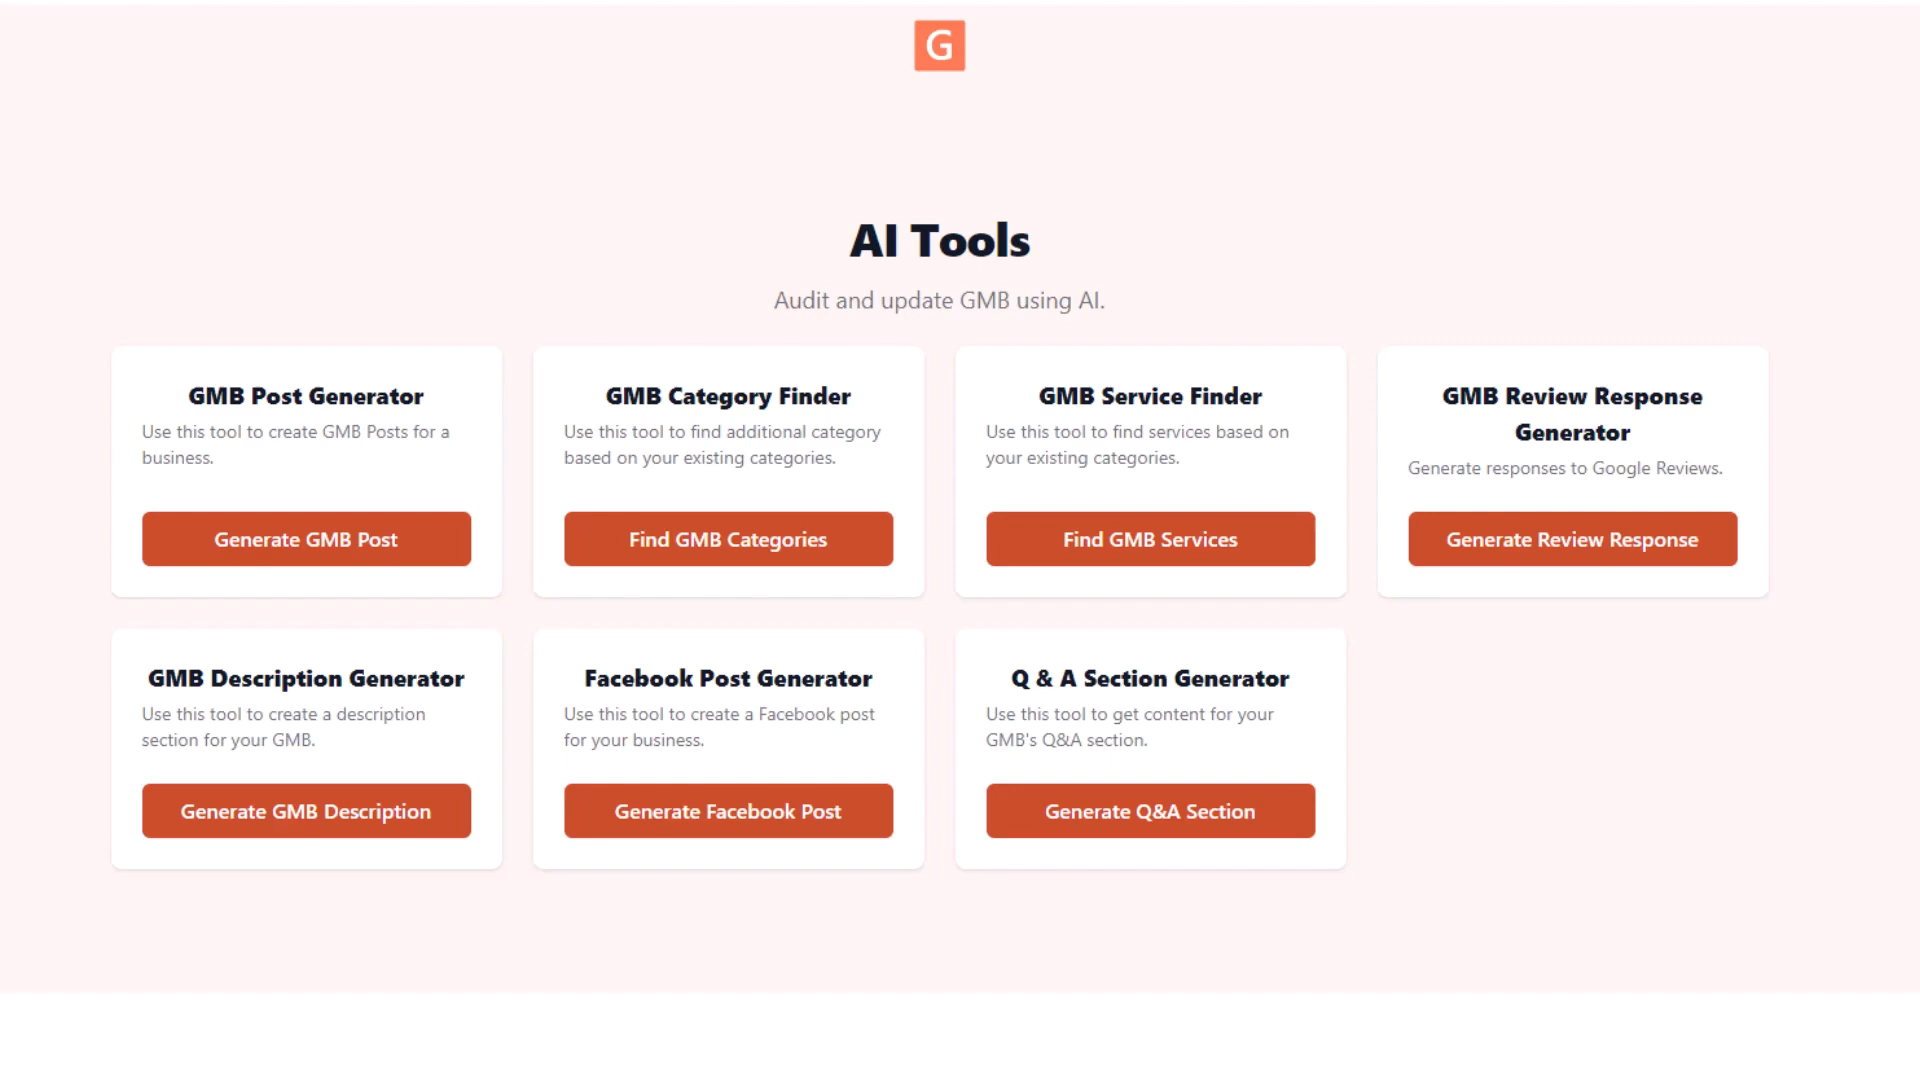 G
AI Tools
Audit and update GMB using AI.
GMB Post Generator
Use this tool to create GMB Posts for a
business.
Generate GMB Post
GMB Category Finder
Use this tool to find additional category
based on your existing categories.
Find GMB Categories
GMB Service Finder
Use this tool to find services based on
your existing categories.
Find GMB Services
GMB Review Response
Generator
Generate responses to Google Reviews.
Generate Review Response
GMB Description Generator
Use this tool to create a description
section for your GMB.
Generate GMB Description
Facebook Post Generator
Use this tool to create a Facebook post
for your business.
Generate Facebook Post
Q & A Section Generator
Use this tool to get content for your
GMB's Q&A section.
Generate Q&A Section